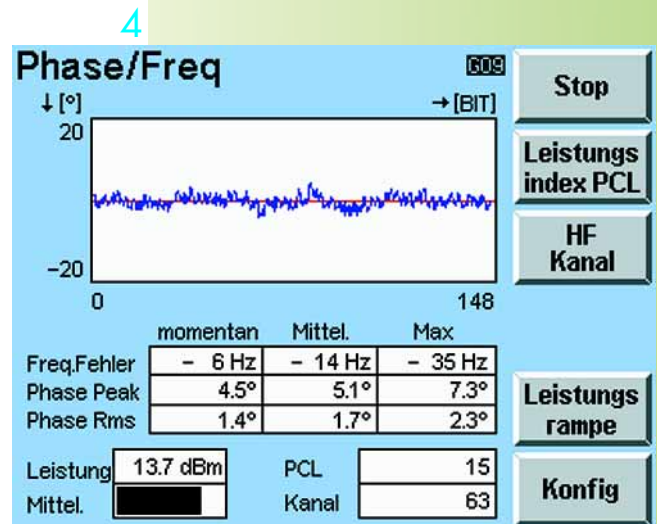 4
Phase/Freq
G09
Stop
↓[°]
→[BIT]
20
-20
0
148
Leistungs
index PCL
HF
Kanal
momentan Mittel. Max
Freq.Fehler - 6 Hz - 14 Hz - 35 Hz
Phase Peak 4.5° 5.1° 7.3°
Phase Rms 1.4° 1.7° 2.3°
Leistungs
rampe
Leistung 13.7 dBm PCL 15
Mittel. Kanal 63
Konfig